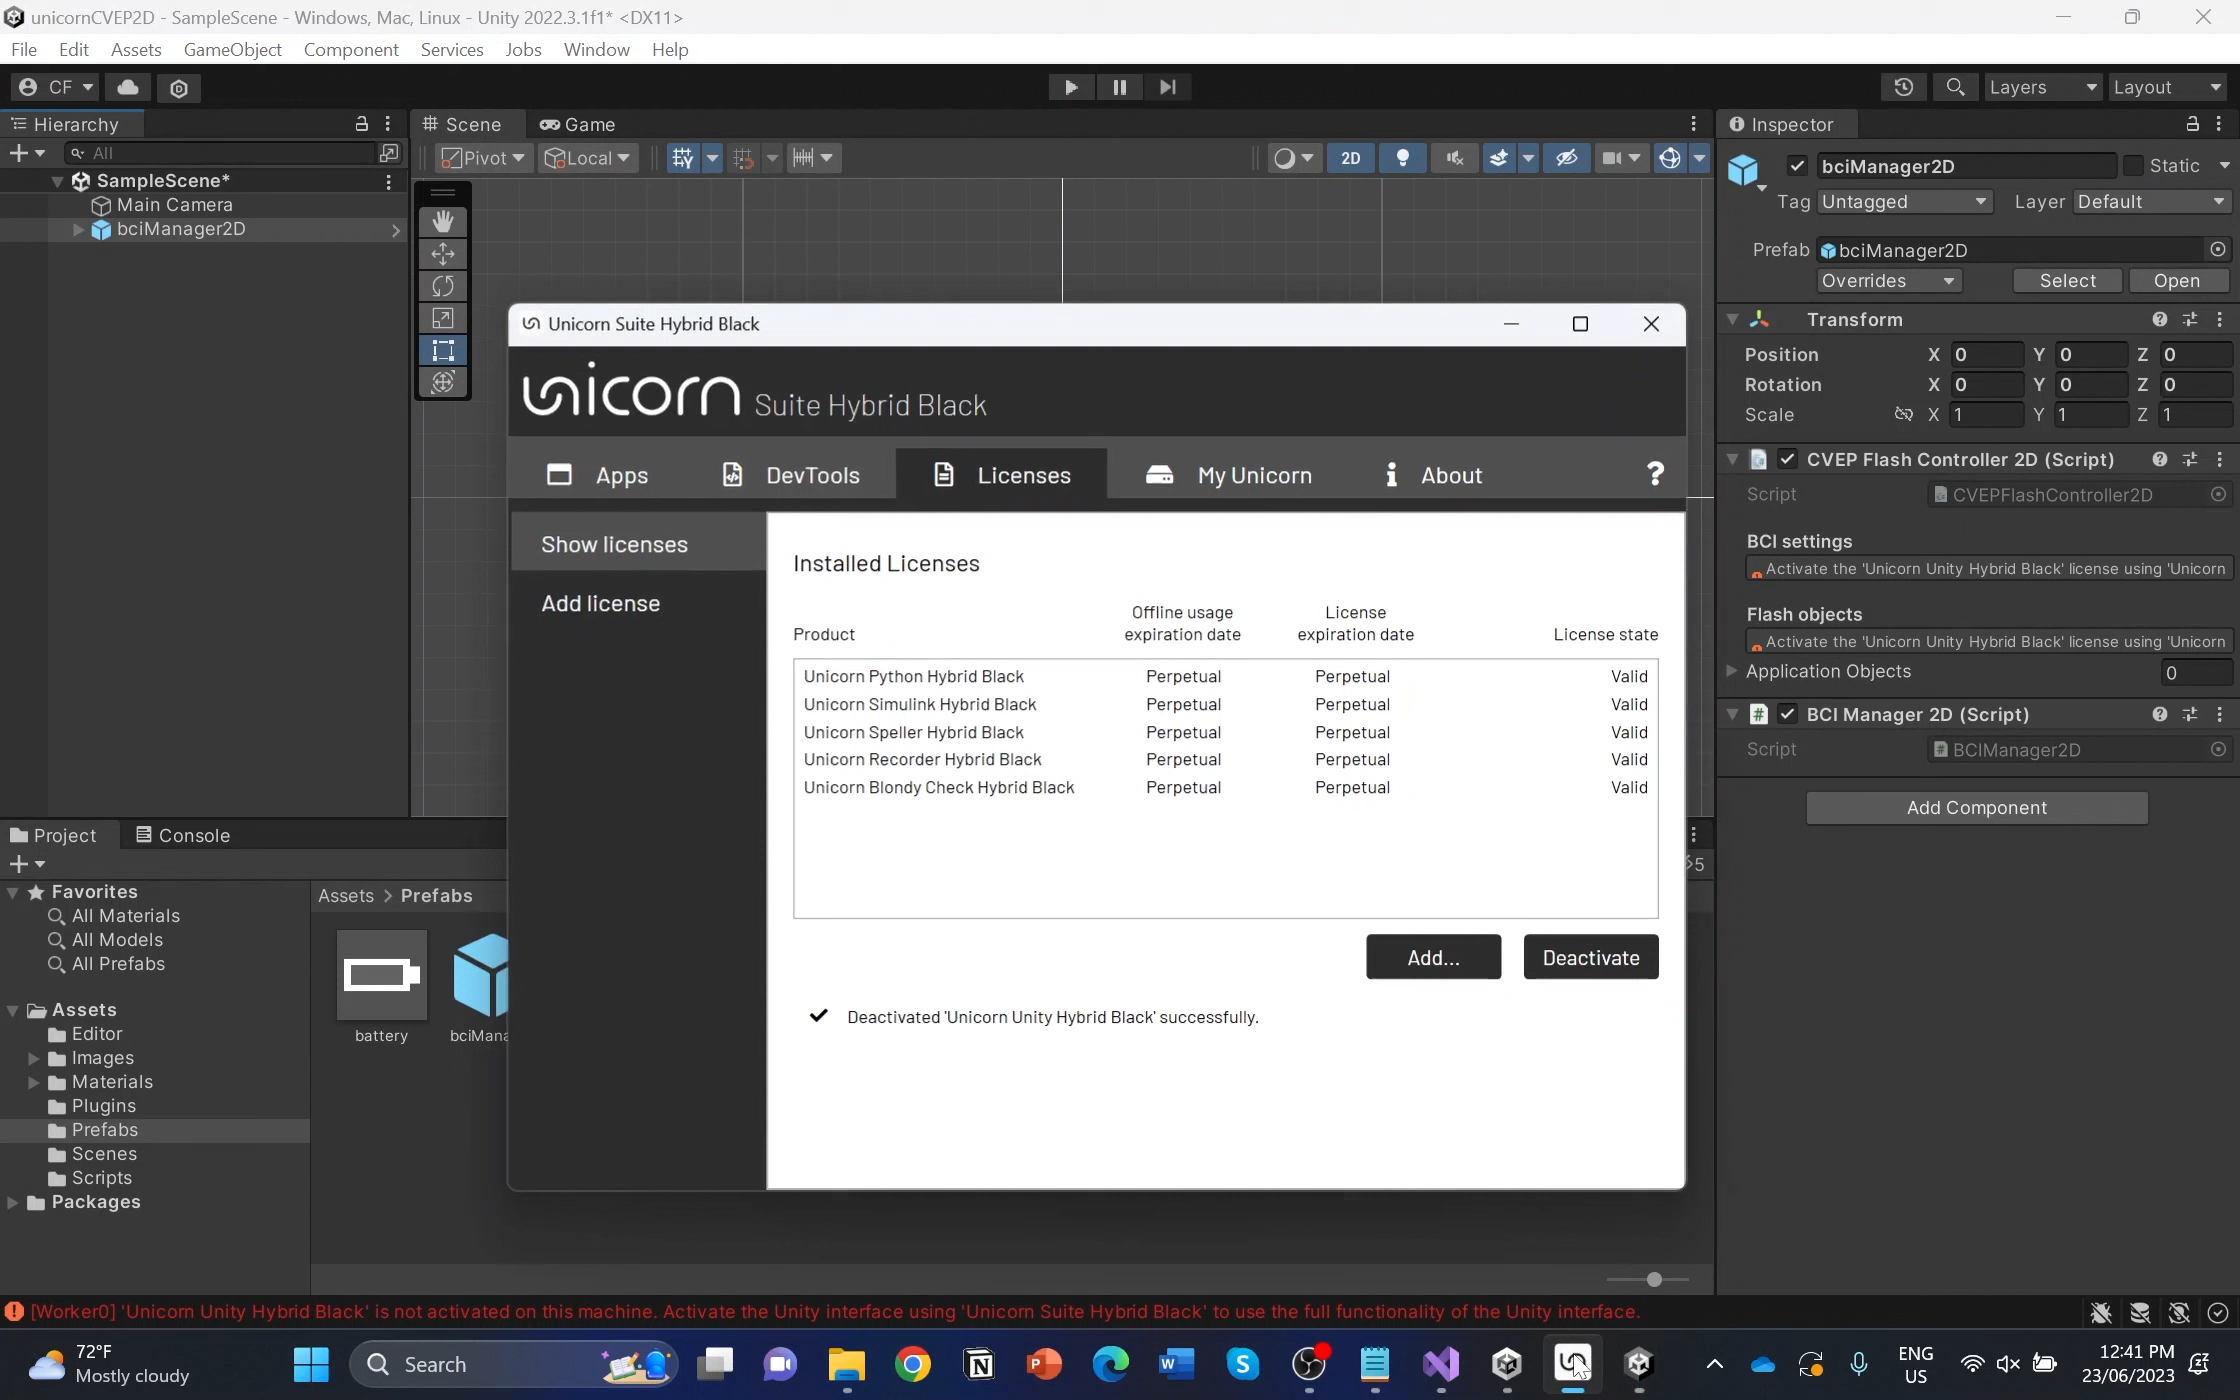 unicornCVEP2D - SampleScene - Windows, Mac, Linux - Unity 2022.3.1f1* <DX11>
File Edit Assets GameObject Component Services Jobs Window Help
CF Layers Layout
Hierarchy Scene Game Inspector
All Pivot Local 2D
SampleScene*
Main Camera
bciManager2D
bciManager2D Static
Tag Untagged Layer Default
Prefab bciManager2D
Overrides Select Open
Transform
Position X 0 Y 0 Z 0
Rotation X 0 Y 0 Z 0
Scale X 1 Y 1 Z 1
CVEP Flash Controller 2D (Script)
Script CVEPFlashController2D
BCI settings
Activate the 'Unicorn Unity Hybrid Black' license using 'Unicorn
Flash objects
Activate the 'Unicorn Unity Hybrid Black' license using 'Unicorn
Application Objects 0
BCI Manager 2D (Script)
Script BCIManager2D
Add Component
Unicorn Suite Hybrid Black
unicorn Suite Hybrid Black
Apps DevTools Licenses My Unicorn About ?
Show licenses
Add license
Installed Licenses
Product Offline usage expiration date License expiration date License state
Unicorn Python Hybrid Black Perpetual Perpetual Valid
Unicorn Simulink Hybrid Black Perpetual Perpetual Valid
Unicorn Speller Hybrid Black Perpetual Perpetual Valid
Unicorn Recorder Hybrid Black Perpetual Perpetual Valid
Unicorn Blondy Check Hybrid Black Perpetual Perpetual Valid
Add... Deactivate
Deactivated 'Unicorn Unity Hybrid Black' successfully.
Project Console
5
Favorites
All Materials
All Models
All Prefabs
Assets
Editor
Images
Materials
Plugins
Prefabs
Scenes
Scripts
Packages
Assets > Prefabs
battery bciMana
[Worker0] 'Unicorn Unity Hybrid Black' is not activated on this machine. Activate the Unity interface using 'Unicorn Suite Hybrid Black' to use the full functionality of the Unity interface.
72°F
Mostly cloudy
Search
ENG
US
12:41 PM
23/06/2023